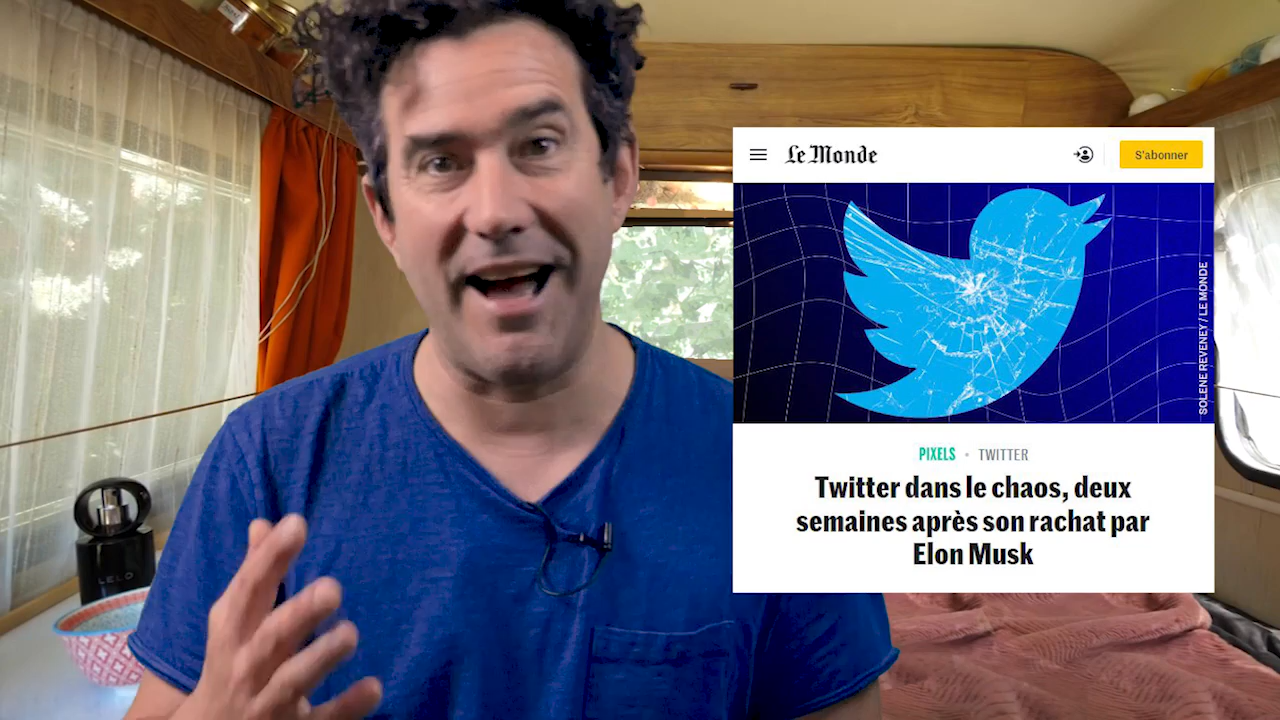 Le Monde
S'abonner
SOLENE REVENEY / LE MONDE
PIXELS • TWITTER
Twitter dans le chaos, deux
semaines après son rachat par
Elon Musk
LELO